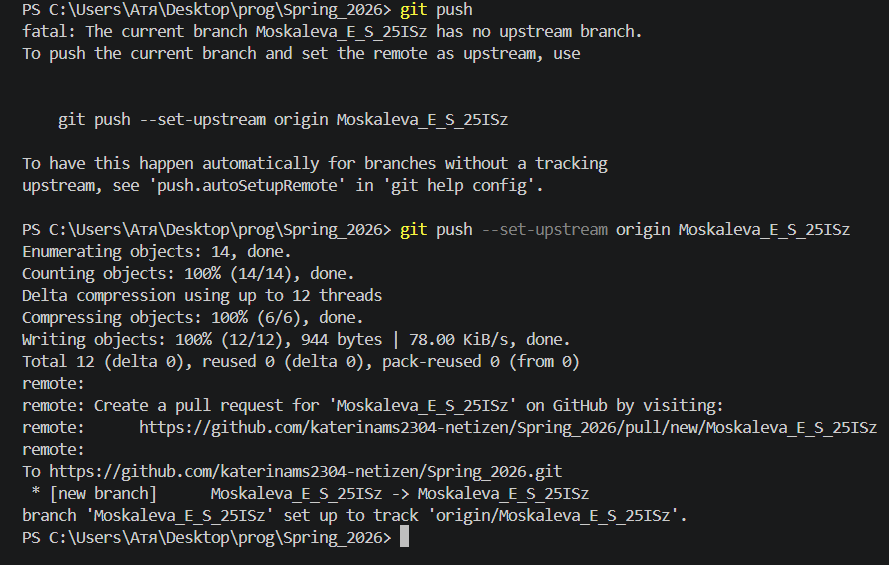 PS C:\Users\Атя\Desktop\prog\Spring_2026> git push
fatal: The current branch Moskaleva_E_S_25ISz has no upstream branch.
To push the current branch and set the remote as upstream, use
git push --set-upstream origin Moskaleva_E_S_25ISz
To have this happen automatically for branches without a tracking
upstream, see 'push.autoSetupRemote' in 'git help config'.
PS C:\Users\Атя\Desktop\prog\Spring_2026> git push --set-upstream origin Moskaleva_E_S_25ISz
Enumerating objects: 14, done.
Counting objects: 100% (14/14), done.
Delta compression using up to 12 threads
Compressing objects: 100% (6/6), done.
Writing objects: 100% (12/12), 944 bytes | 78.00 KiB/s, done.
Total 12 (delta 0), reused 0 (delta 0), pack-reused 0 (from 0)
remote:
remote: Create a pull request for 'Moskaleva_E_S_25ISz' on GitHub by visiting:
remote:      https://github.com/katerinams2304-netizen/Spring_2026/pull/new/Moskaleva_E_S_25ISz
remote:
To https://github.com/katerinams2304-netizen/Spring_2026.git
 * [new branch]      Moskaleva_E_S_25ISz -> Moskaleva_E_S_25ISz
branch 'Moskaleva_E_S_25ISz' set up to track 'origin/Moskaleva_E_S_25ISz'.
PS C:\Users\Атя\Desktop\prog\Spring_2026>